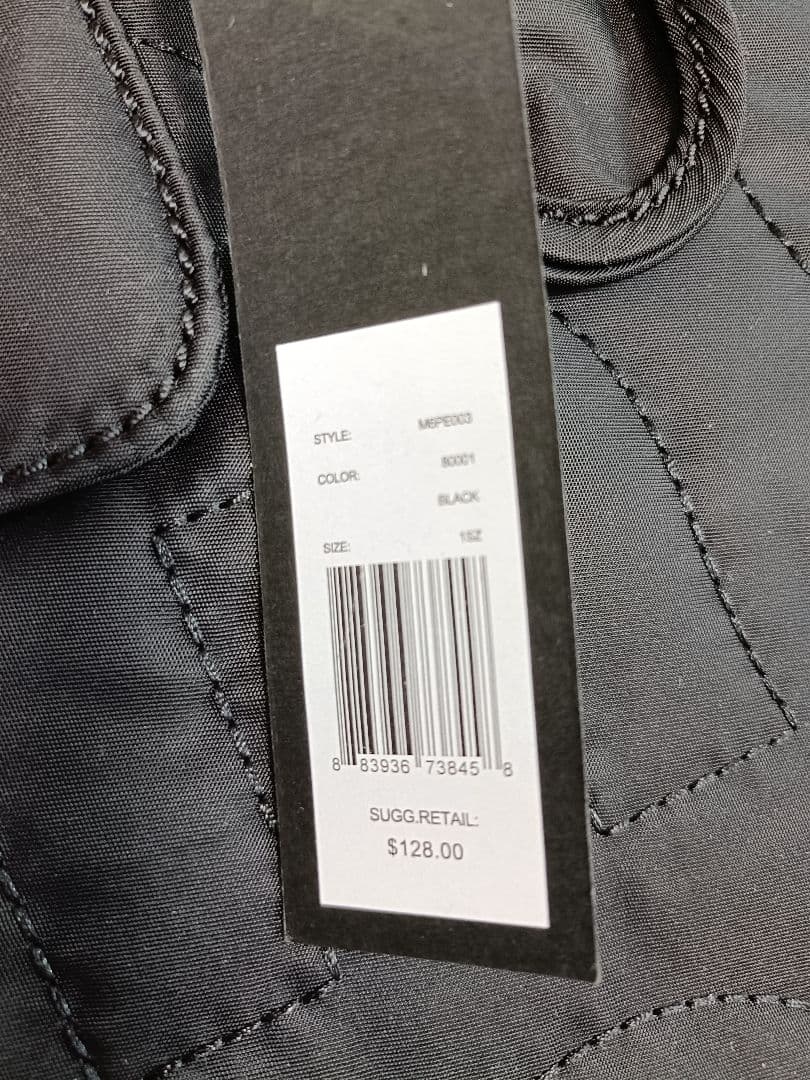 STYLE: M6PE003
COLOR: 80001
BLACK
SIZE: 1SZ
8 83936 73845 8
SUGG.RETAIL:
$128.00